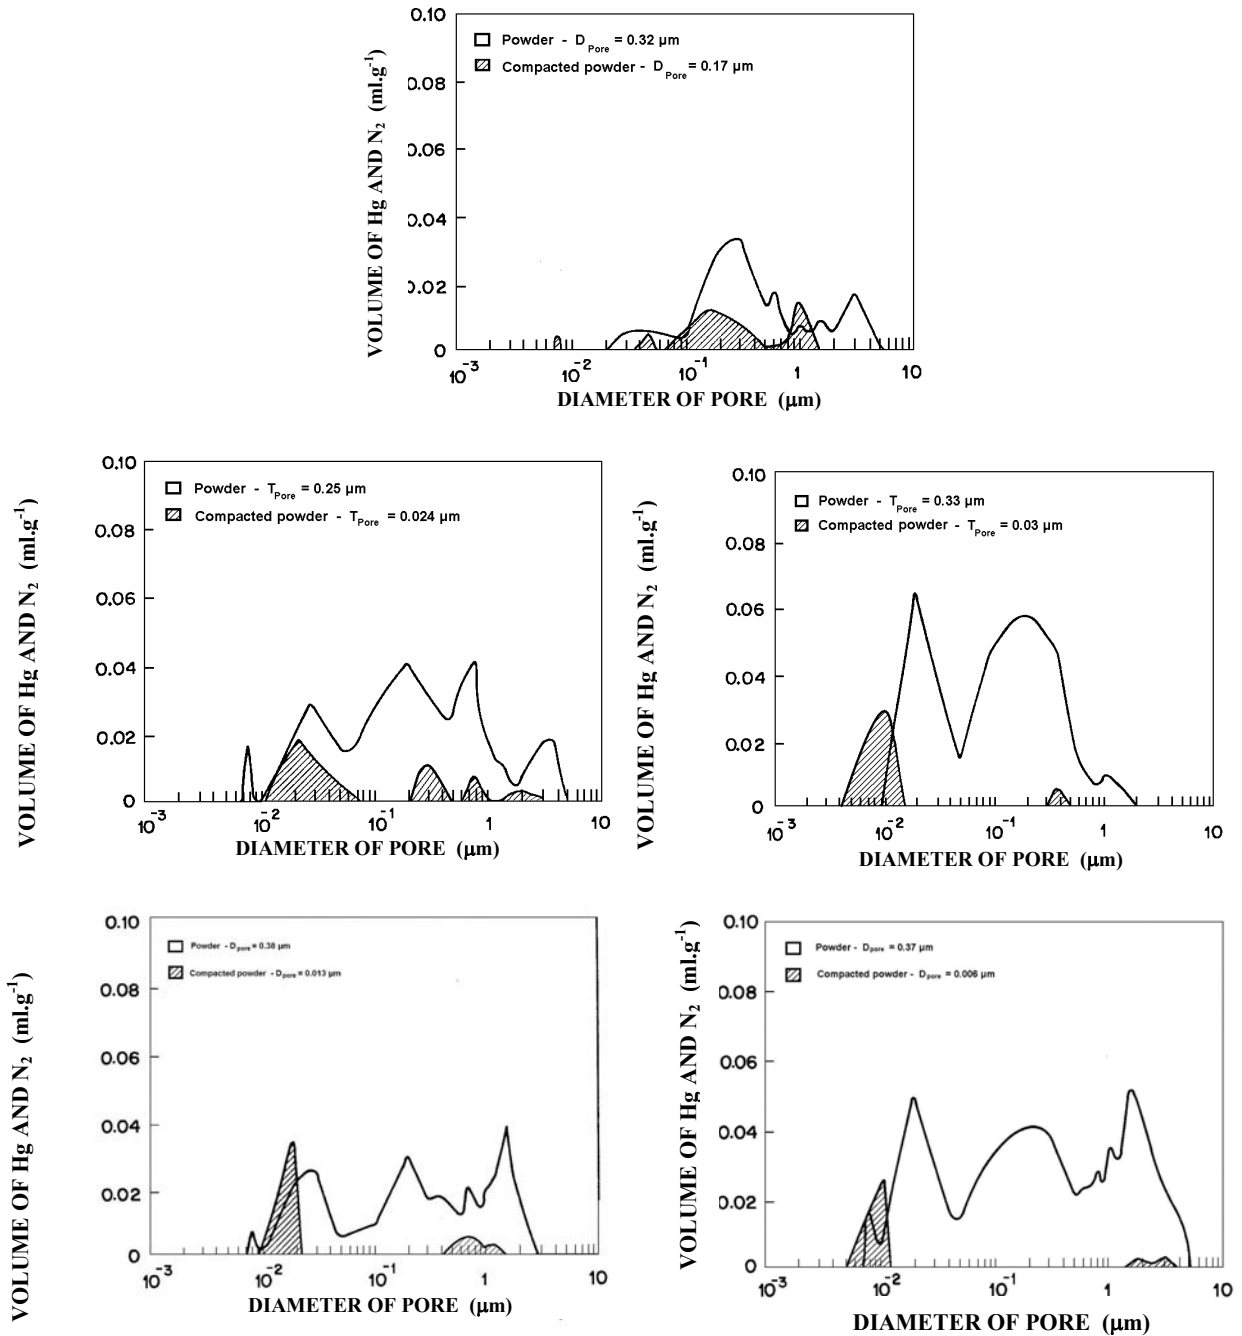 0.10
Powder - D Pore = 0.32 µm
Compacted powder - D Pore = 0.17 µm
0.08
0.06
0.04
0.02
0
VOLUME OF Hg AND N2 (ml.g-1)
10-3 10-2 10-1 1 10
DIAMETER OF PORE (µm)
0.10
Powder - T Pore = 0.25 µm
Compacted powder - T Pore = 0.024 µm
0.08
0.06
0.04
0.02
0
VOLUME OF Hg AND N2 (ml.g-1)
10-3 10-2 10-1 1 10
DIAMETER OF PORE (µm)
0.10
Powder - T Pore = 0.33 µm
Compacted powder - T Pore = 0.03 µm
0.08
0.06
0.04
0.02
0
VOLUME OF Hg AND N2 (ml.g-1)
10-3 10-2 10-1 1 10
DIAMETER OF PORE (µm)
0.10
Powder - Dpore = 0.38 µm
Compacted powder - Dpore = 0.013 µm
0.08
0.06
0.04
0.02
0
VOLUME OF Hg AND N2 (ml.g-1)
10-3 10-2 10-1 1 10
DIAMETER OF PORE (µm)
0.10
Powder - Dpore = 0.37 µm
Compacted powder - Dpore = 0.006 µm
0.08
0.06
0.04
0.02
0
VOLUME OF Hg AND N2 (ml.g-1)
10-3 10-2 10-1 1 10
DIAMETER OF PORE (µm)